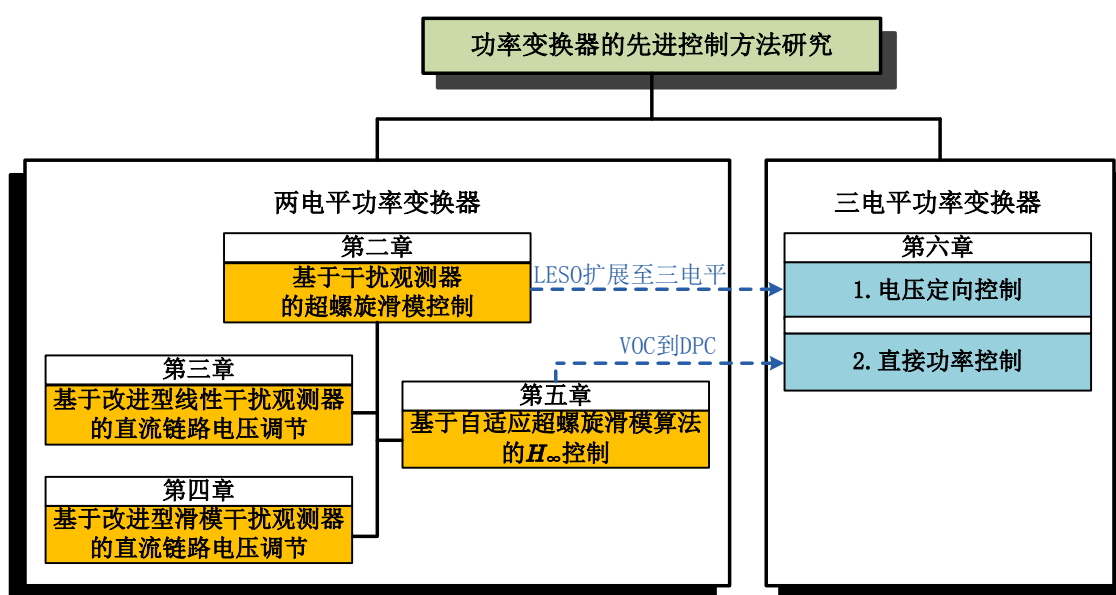 功率变换器的先进控制方法研究
两电平功率变换器
第二章
基于干扰观测器
的超螺旋滑模控制
LESO扩展至三电平
VOC到DPC
第三章
基于改进型线性干扰观测器
的直流链路电压调节
第五章
基于自适应超螺旋滑模算法
的H∞控制
第四章
基于改进型滑模干扰观测器
的直流链路电压调节
三电平功率变换器
第六章
1.电压定向控制
2.直接功率控制